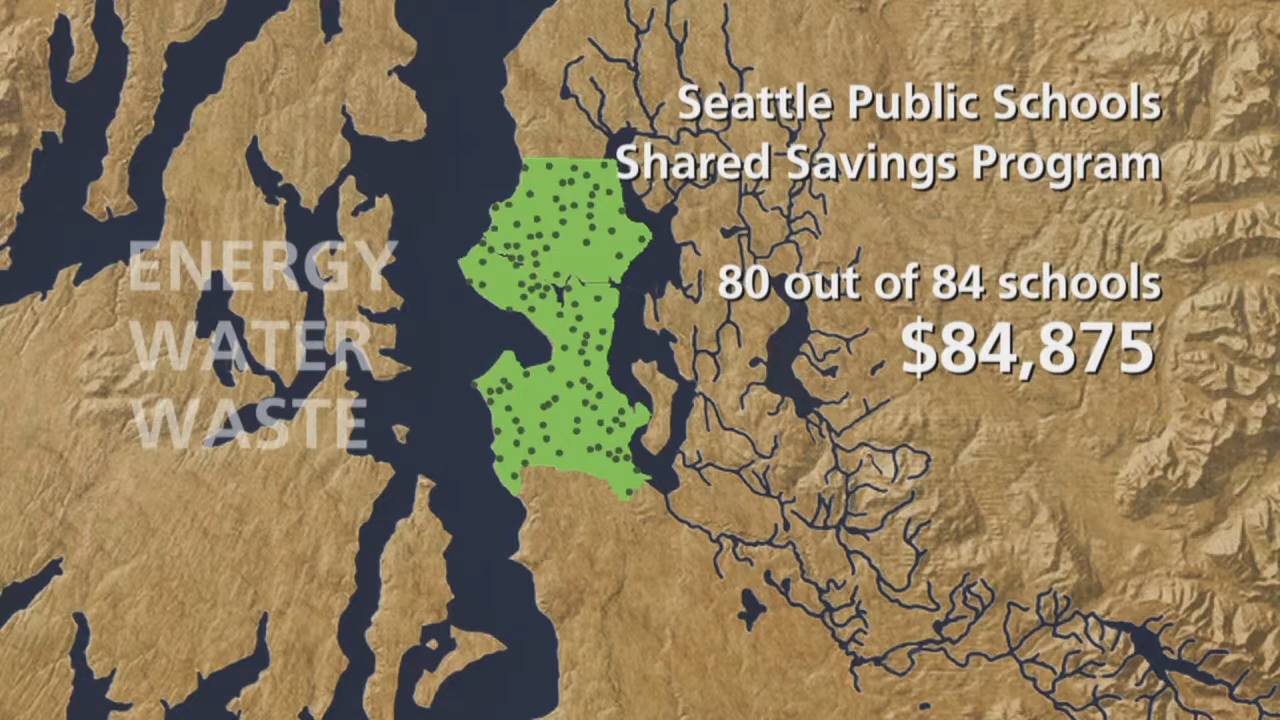 Seattle Public Schools
Shared Savings Program
ENERGY
WATER
WASTE
80 out of 84 schools
$84,875